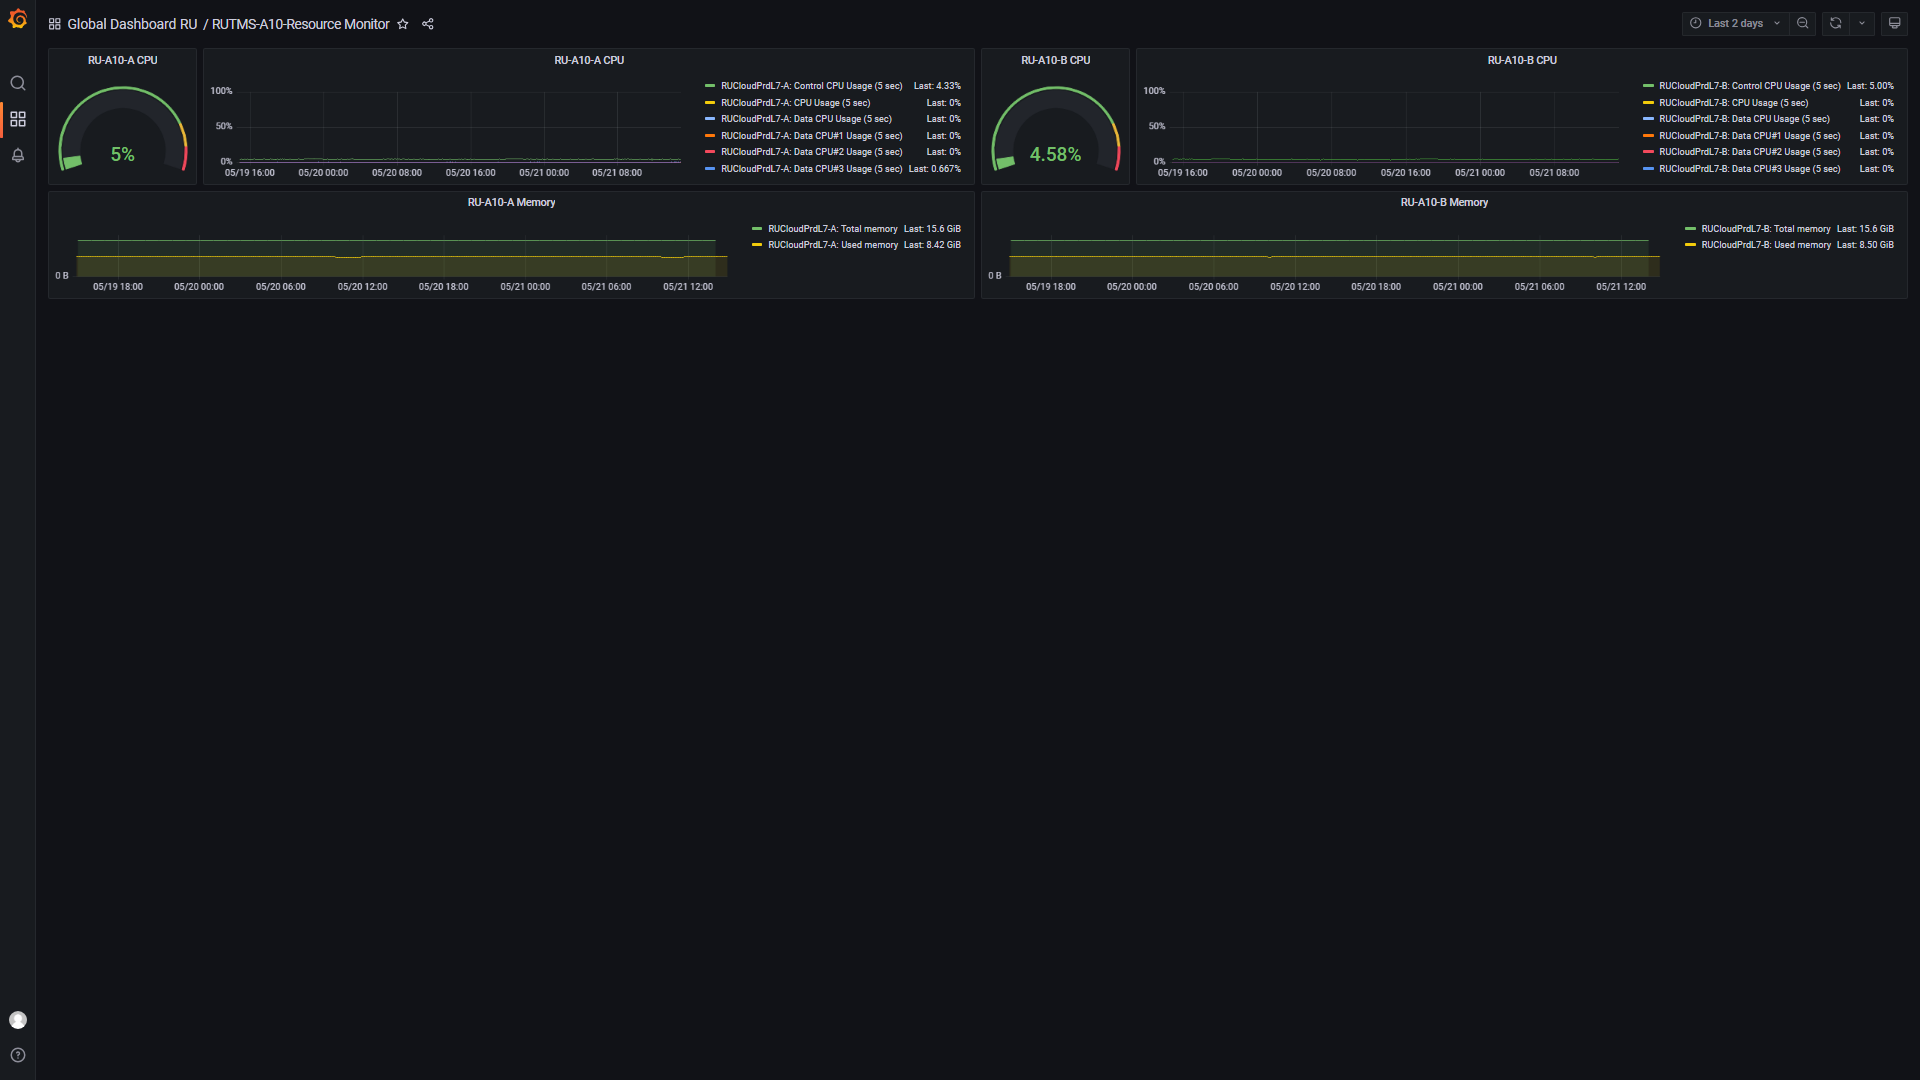 Global Dashboard RU / RUTMS-A10-Resource Monitor
Last 2 days
RU-A10-A CPU
5%
RU-A10-A CPU
100%
50%
0%
05/19 16:00 05/20 00:00 05/20 08:00 05/20 16:00 05/21 00:00 05/21 08:00
RUCloudPrdL7-A: Control CPU Usage (5 sec) Last: 4.33%
RUCloudPrdL7-A: CPU Usage (5 sec) Last: 0%
RUCloudPrdL7-A: Data CPU Usage (5 sec) Last: 0%
RUCloudPrdL7-A: Data CPU#1 Usage (5 sec) Last: 0%
RUCloudPrdL7-A: Data CPU#2 Usage (5 sec) Last: 0%
RUCloudPrdL7-A: Data CPU#3 Usage (5 sec) Last: 0.667%
RU-A10-B CPU
4.58%
RU-A10-B CPU
100%
50%
0%
05/19 16:00 05/20 00:00 05/20 08:00 05/20 16:00 05/21 00:00 05/21 08:00
RUCloudPrdL7-B: Control CPU Usage (5 sec) Last: 5.00%
RUCloudPrdL7-B: CPU Usage (5 sec) Last: 0%
RUCloudPrdL7-B: Data CPU Usage (5 sec) Last: 0%
RUCloudPrdL7-B: Data CPU#1 Usage (5 sec) Last: 0%
RUCloudPrdL7-B: Data CPU#2 Usage (5 sec) Last: 0%
RUCloudPrdL7-B: Data CPU#3 Usage (5 sec) Last: 0%
RU-A10-A Memory
0 B
05/19 18:00 05/20 00:00 05/20 06:00 05/20 12:00 05/20 18:00 05/21 00:00 05/21 06:00 05/21 12:00
RUCloudPrdL7-A: Total memory Last: 15.6 GiB
RUCloudPrdL7-A: Used memory Last: 8.42 GiB
RU-A10-B Memory
0 B
05/19 18:00 05/20 00:00 05/20 06:00 05/20 12:00 05/20 18:00 05/21 00:00 05/21 06:00 05/21 12:00
RUCloudPrdL7-B: Total memory Last: 15.6 GiB
RUCloudPrdL7-B: Used memory Last: 8.50 GiB